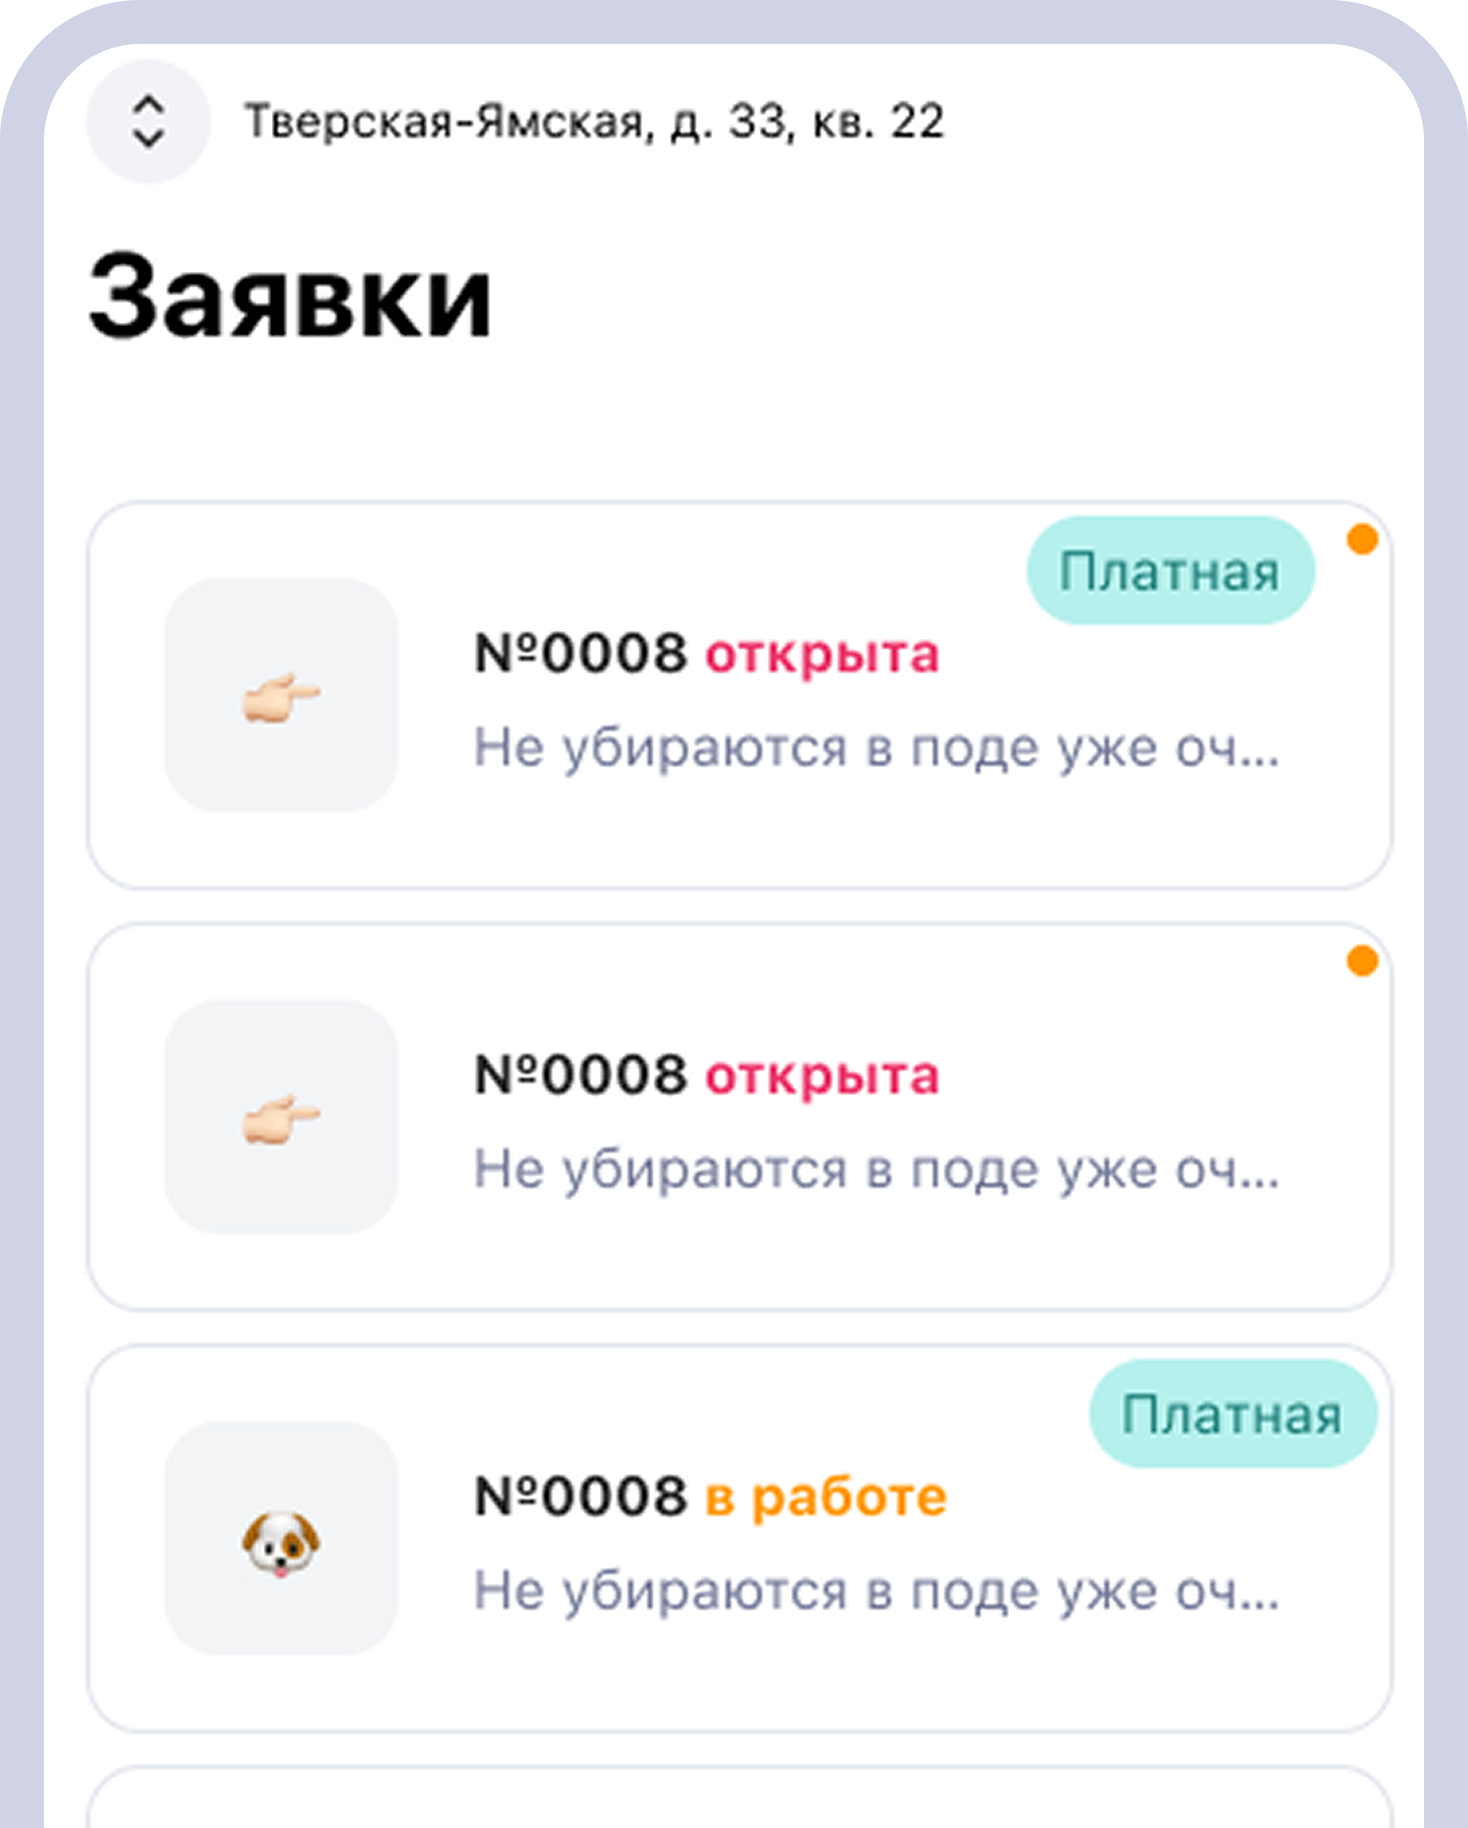 Тверская-Ямская, д. 33, кв. 22
Заявки
Платная
№0008 открыта
Не убираются в поде уже оч...
№0008 открыта
Не убираются в поде уже оч...
Платная
№0008 в работе
Не убираются в поде уже оч...